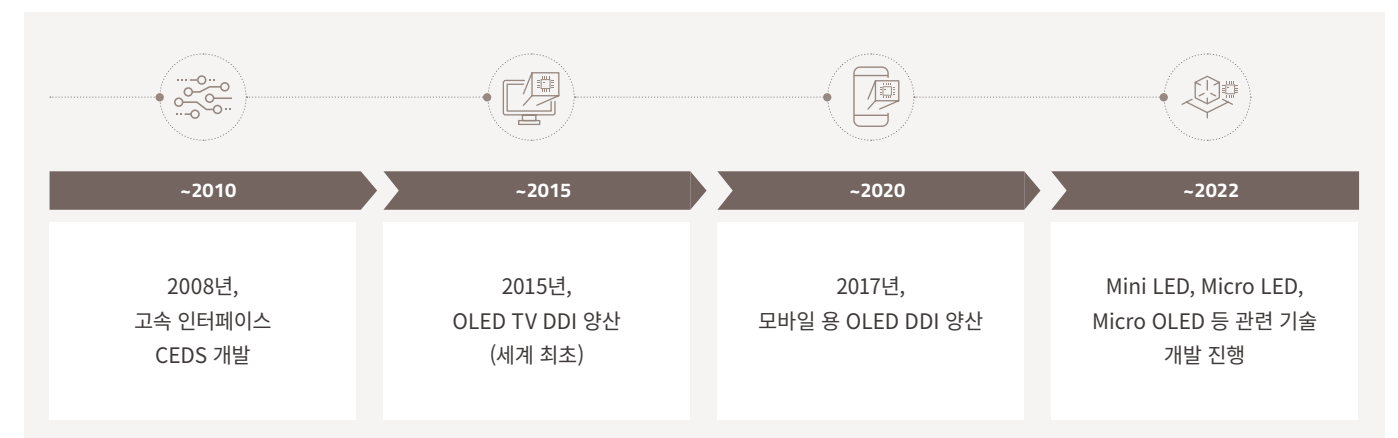 ~2010
~2015
~2020
~2022
2008년,
고속 인터페이스
CEDS 개발
2015년,
OLED TV DDI 양산
(세계 최초)
2017년,
모바일 용 OLED DDI 양산
Mini LED, Micro LED,
Micro OLED 등 관련 기술
개발 진행